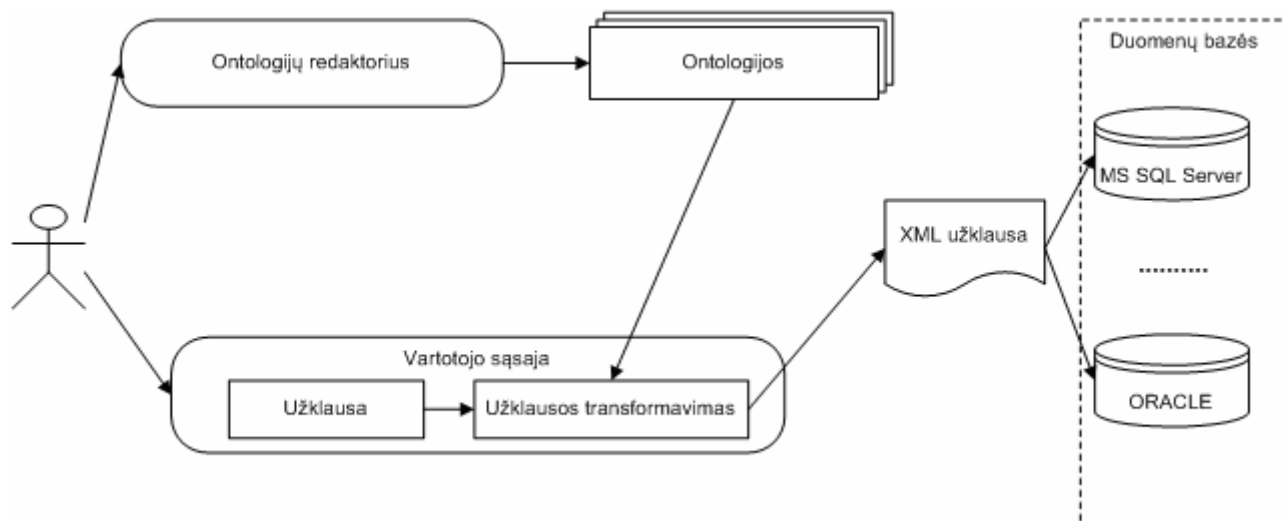 Ontologijų redaktorius
Ontologijos
Duomenų bazės
MS SQL Server
XML užklausa
..........
Vartotojo sąsaja
Užklausa
Užklausos transformavimas
ORACLE